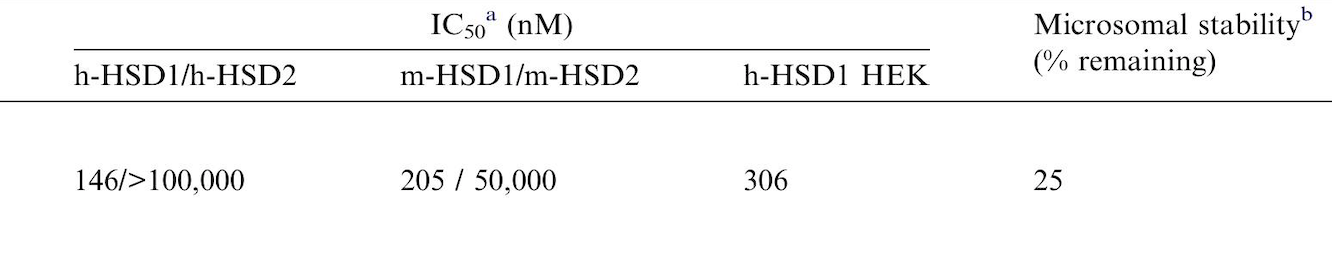 IC50a (nM) Microsomal stabilityb
(% remaining)
h-HSD1/h-HSD2 m-HSD1/m-HSD2 h-HSD1 HEK
146/>100,000 205 / 50,000 306 25